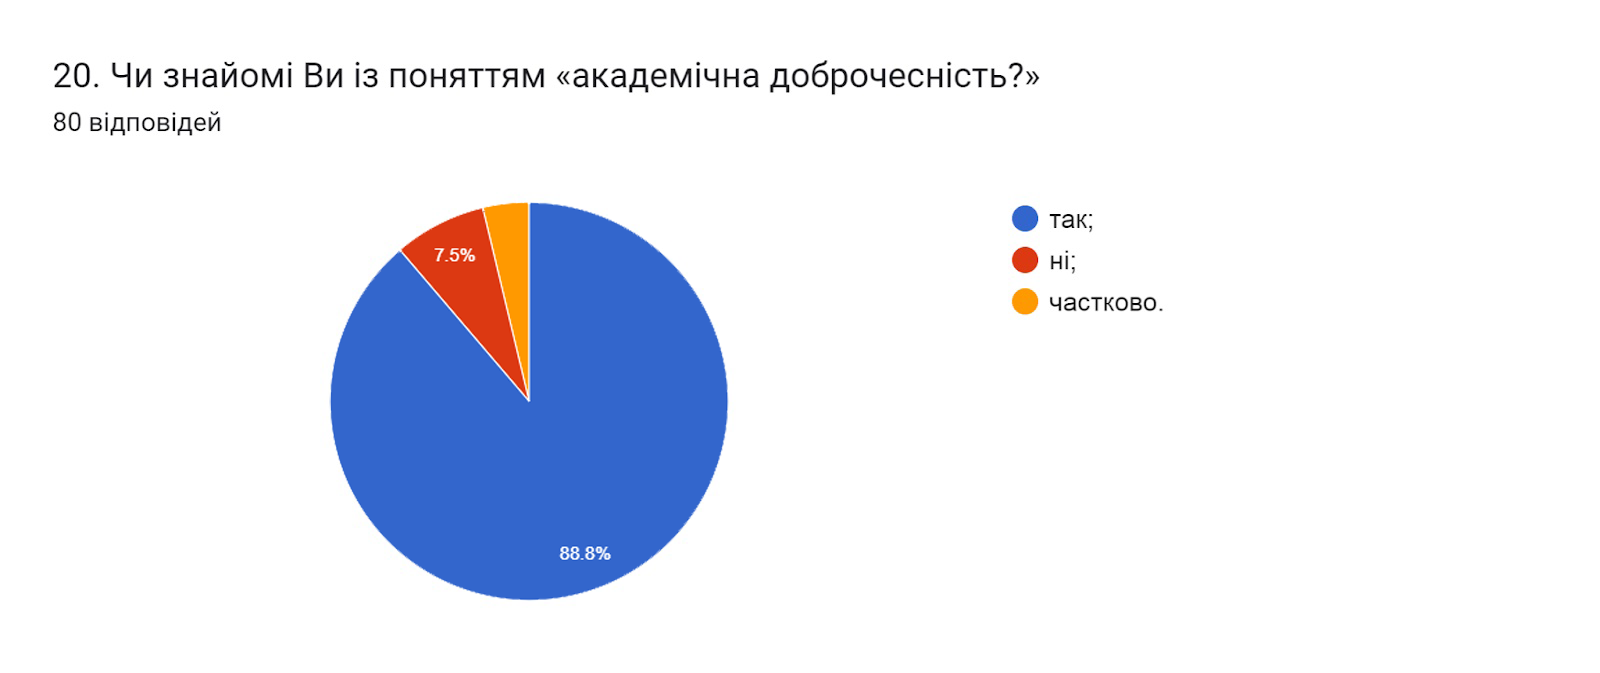 20. Чи знайомі Ви із поняттям «академічна доброчесність?»
80 відповідей
так;
ні;
частково.
7.5%
88.8%